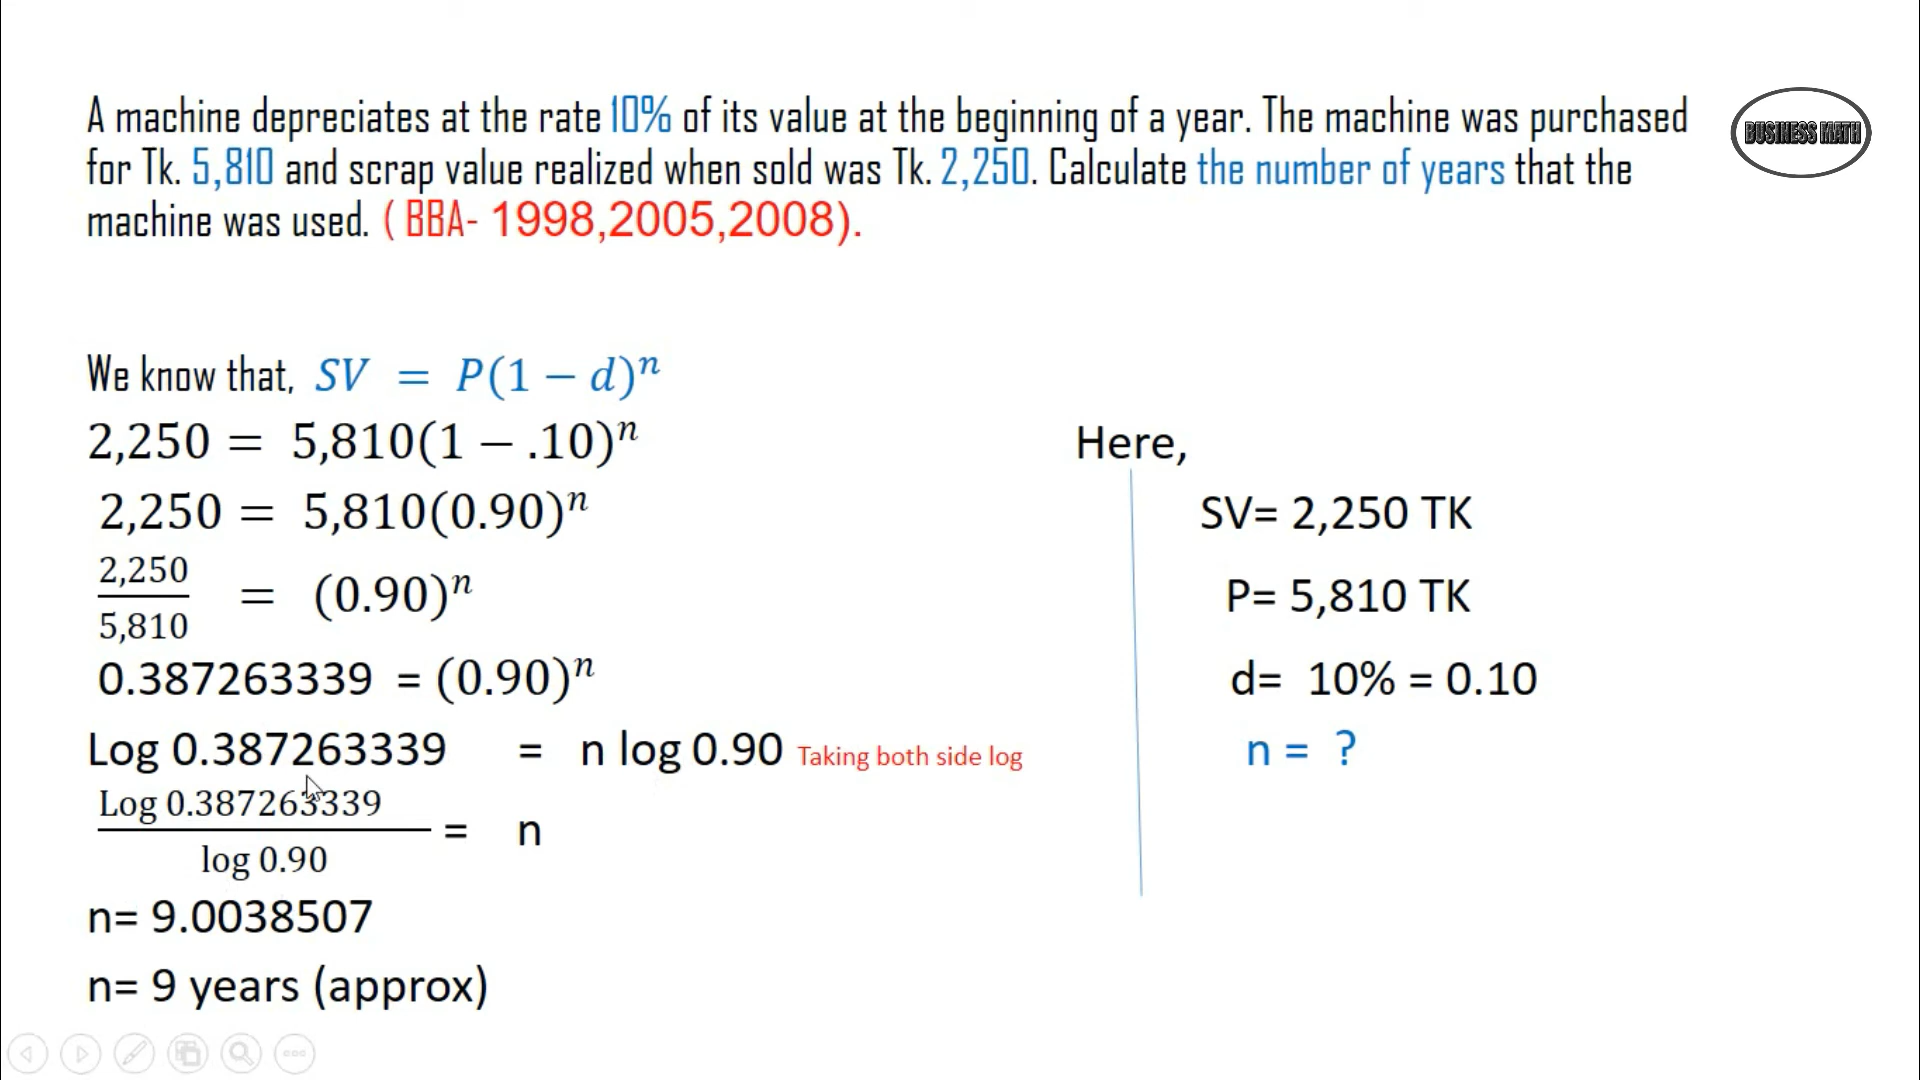 A machine depreciates at the rate 10% of its value at the beginning of a year. The machine was purchased
for Tk. 5,810 and scrap value realized when sold was Tk. 2,250. Calculate the number of years that the
machine was used. ( BBA- 1998,2005,2008).
BUSINESS MATH
We know that, SV = P(1 − d)ⁿ
2,250 = 5,810(1 − .10)ⁿ
2,250 = 5,810(0.90)ⁿ
2,250/5,810 = (0.90)ⁿ
0.387263339 = (0.90)ⁿ
Log 0.387263339 = n log 0.90 Taking both side log
Log 0.387263339/log 0.90 = n
n= 9.0038507
n= 9 years (approx)
Here,
SV= 2,250 TK
P= 5,810 TK
d= 10% = 0.10
n = ?